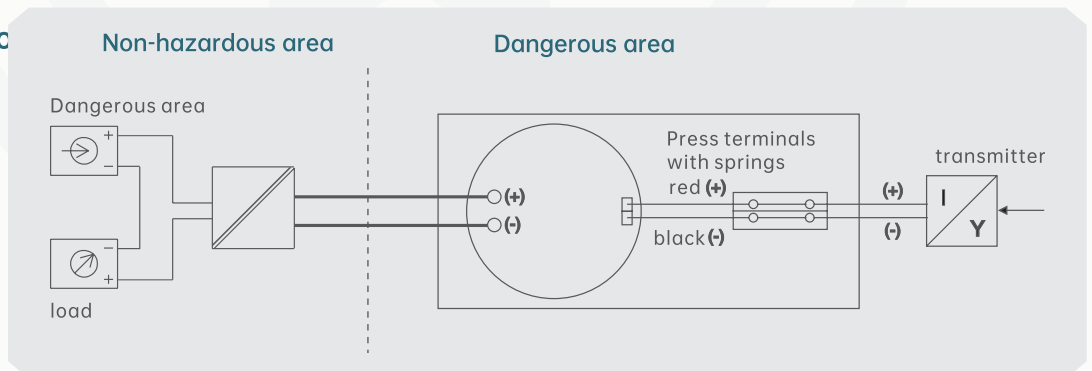 Non-hazardous area
Dangerous area
Dangerous area
+
−
−
+
load
(+)
(-)
Press terminals
with springs
red (+)
black (-)
(+)
(-)
transmitter
I
Y